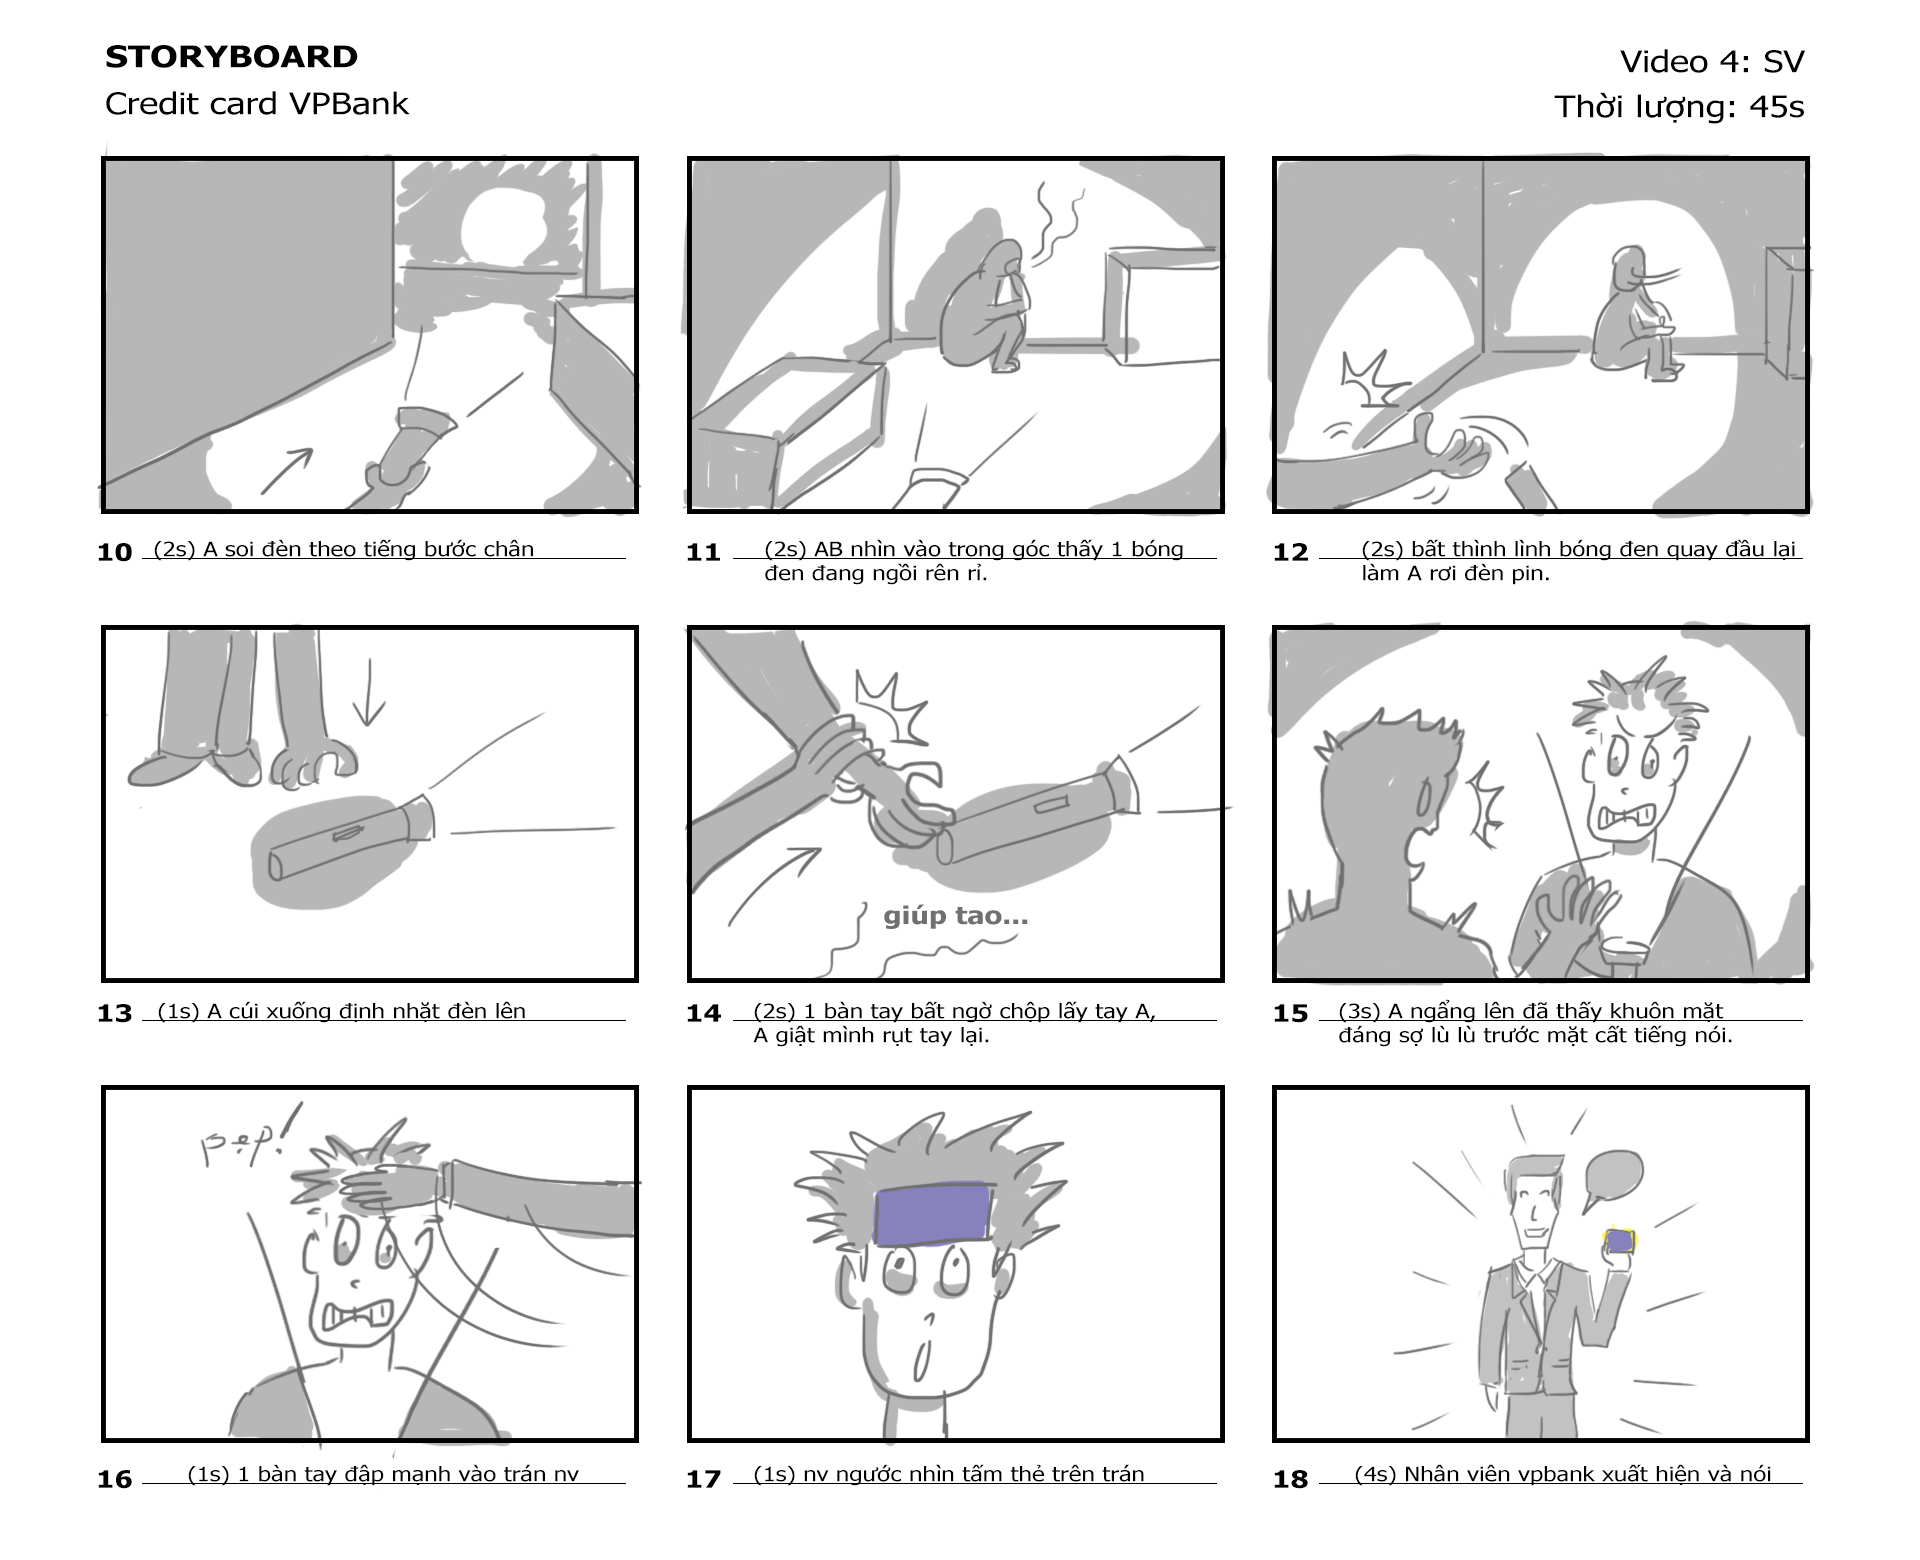 STORYBOARD
Credit card VPBank
Video 4: SV
Thời lượng: 45s
10 (2s) A soi đèn theo tiếng bước chân
11 (2s) AB nhìn vào trong góc thấy 1 bóng
đen đang ngồi rên rỉ.
12 (2s) bất thình lình bóng đen quay đầu lại
làm A rơi đèn pin.
giúp tao...
13 (1s) A cúi xuống định nhặt đèn lên
14 (2s) 1 bàn tay bất ngờ chộp lấy tay A,
A giật mình rụt tay lại.
15 (3s) A ngẩng lên đã thấy khuôn mặt
đáng sợ lù lù trước mặt cất tiếng nói.
pẹp!
16 (1s) 1 bàn tay đập mạnh vào trán nv
17 (1s) nv ngước nhìn tấm thẻ trên trán
18 (4s) Nhân viên vpbank xuất hiện và nói